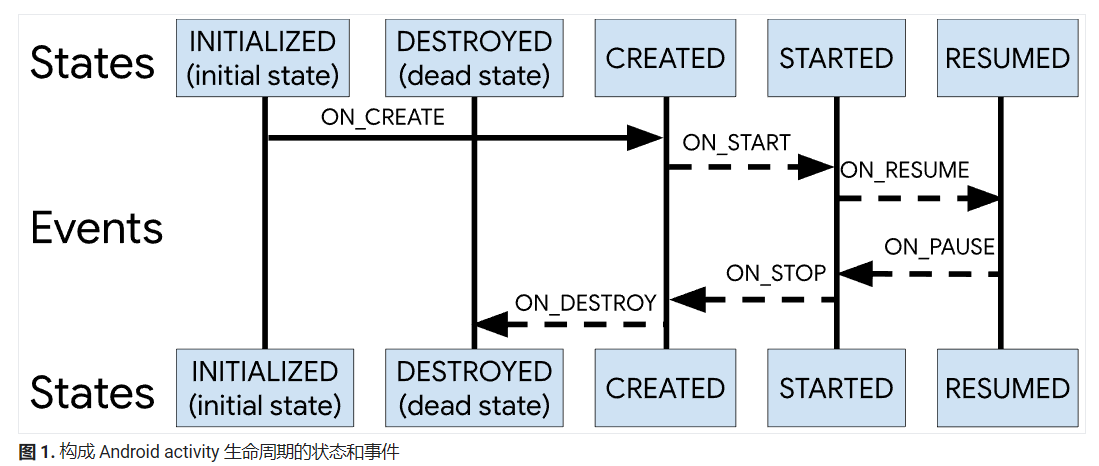 States
INITIALIZED
(initial state)
DESTROYED
(dead state)
CREATED
STARTED
RESUMED
ON_CREATE
ON_START
ON_RESUME
Events
ON_PAUSE
ON_STOP
ON_DESTROY
States
INITIALIZED
(initial state)
DESTROYED
(dead state)
CREATED
STARTED
RESUMED
图 1. 构成 Android activity 生命周期的状态和事件